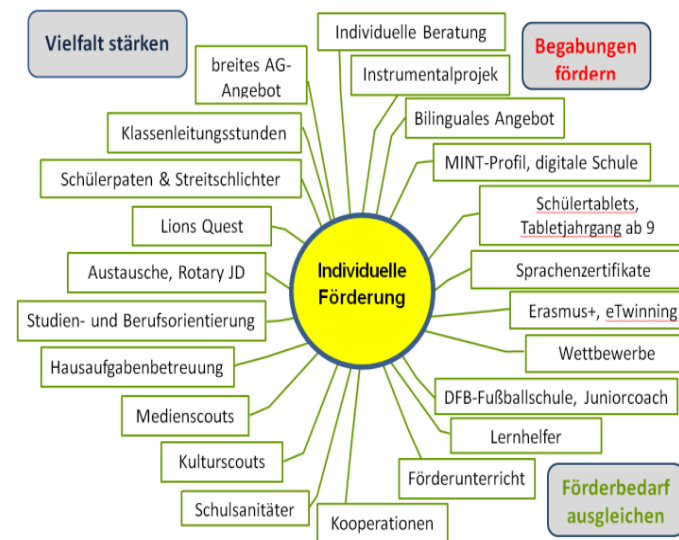 Vielfalt stärken
Individuelle Beratung
Begabungen
fördern
breites AG-
Angebot
Instrumentalprojek
Klassenleitungsstunden
Bilinguales Angebot
Schülerpaten & Streitschlichter
MINT-Profil, digitale Schule
Lions Quest
Schülertablets,
Tabletjahrgang ab 9
Austausche, Rotary JD
Individuelle
Förderung
Sprachenzertifikate
Studien- und Berufsorientierung
Erasmus+, eTwinning
Hausaufgabenbetreuung
Wettbewerbe
Medienscouts
DFB-Fußballschule, Juniorcoach
Kulturscouts
Lernhelfer
Schulsanitäter
Förderunterricht
Kooperationen
Förderbedarf
ausgleichen